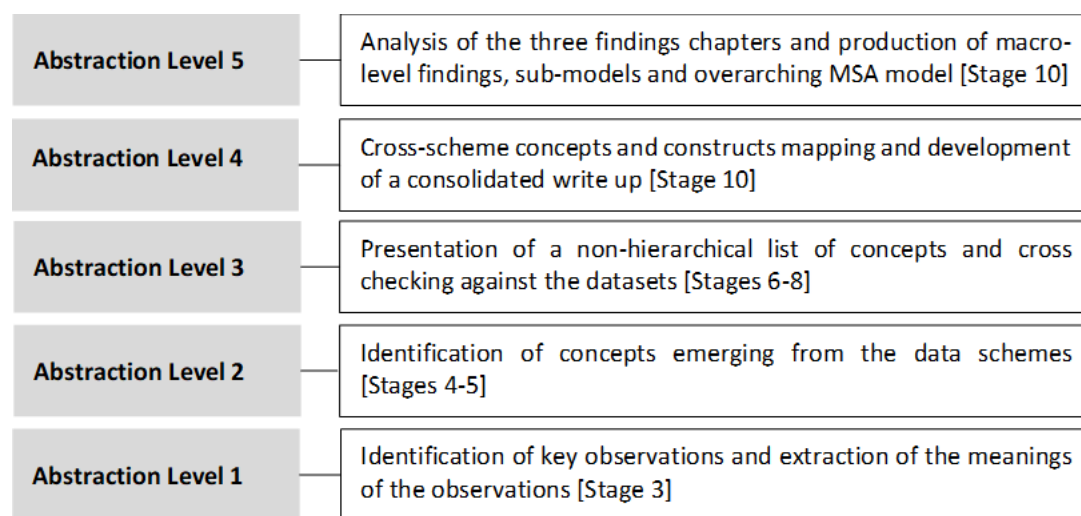 Abstraction Level 5
Analysis of the three findings chapters and production of macro-
level findings, sub-models and overarching MSA model [Stage 10]
Abstraction Level 4
Cross-scheme concepts and constructs mapping and development
of a consolidated write up [Stage 10]
Abstraction Level 3
Presentation of a non-hierarchical list of concepts and cross
checking against the datasets [Stages 6-8]
Abstraction Level 2
Identification of concepts emerging from the data schemes
[Stages 4-5]
Abstraction Level 1
Identification of key observations and extraction of the meanings
of the observations [Stage 3]